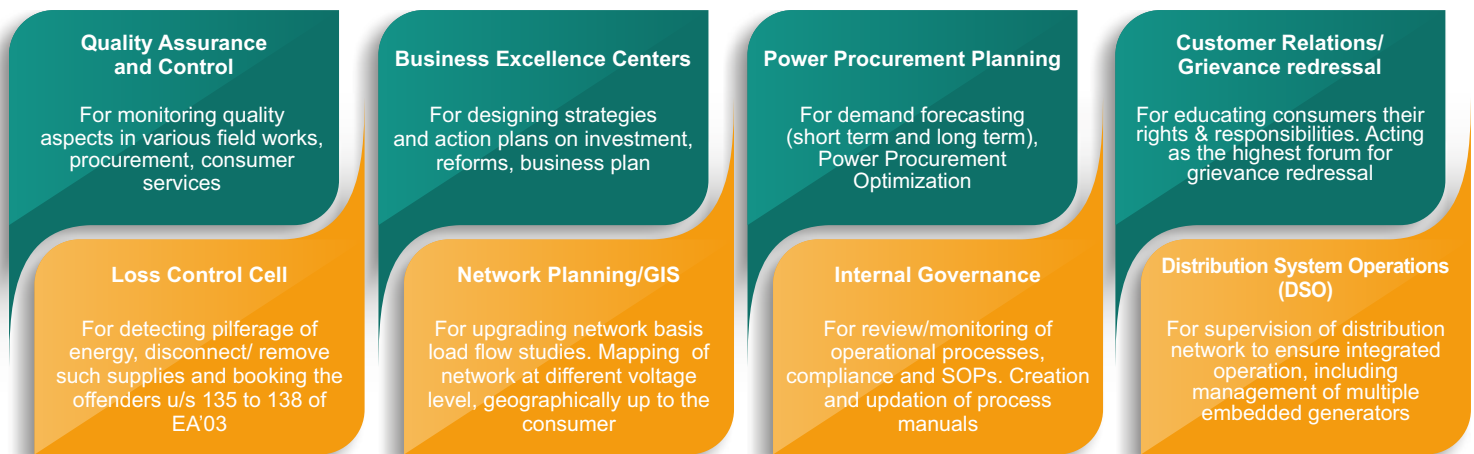 Quality Assurance
and Control
For monitoring quality
aspects in various field works,
procurement, consumer
services
Business Excellence Centers
For designing strategies
and action plans on investment,
reforms, business plan
Power Procurement Planning
For demand forecasting
(short term and long term),
Power Procurement
Optimization
Customer Relations/
Grievance redressal
For educating consumers their
rights & responsibilities. Acting
as the highest forum for
grievance redressal
Loss Control Cell
For detecting pilferage of
energy, disconnect/ remove
such supplies and booking the
offenders u/s 135 to 138 of
EA'03
Network Planning/GIS
For upgrading network basis
load flow studies. Mapping of
network at different voltage
level, geographically up to the
consumer
Internal Governance
For review/monitoring of
operational processes,
compliance and SOPs. Creation
and updation of process
manuals
Distribution System Operations
(DSO)
For supervision of distribution
network to ensure integrated
operation, including
management of multiple
embedded generators